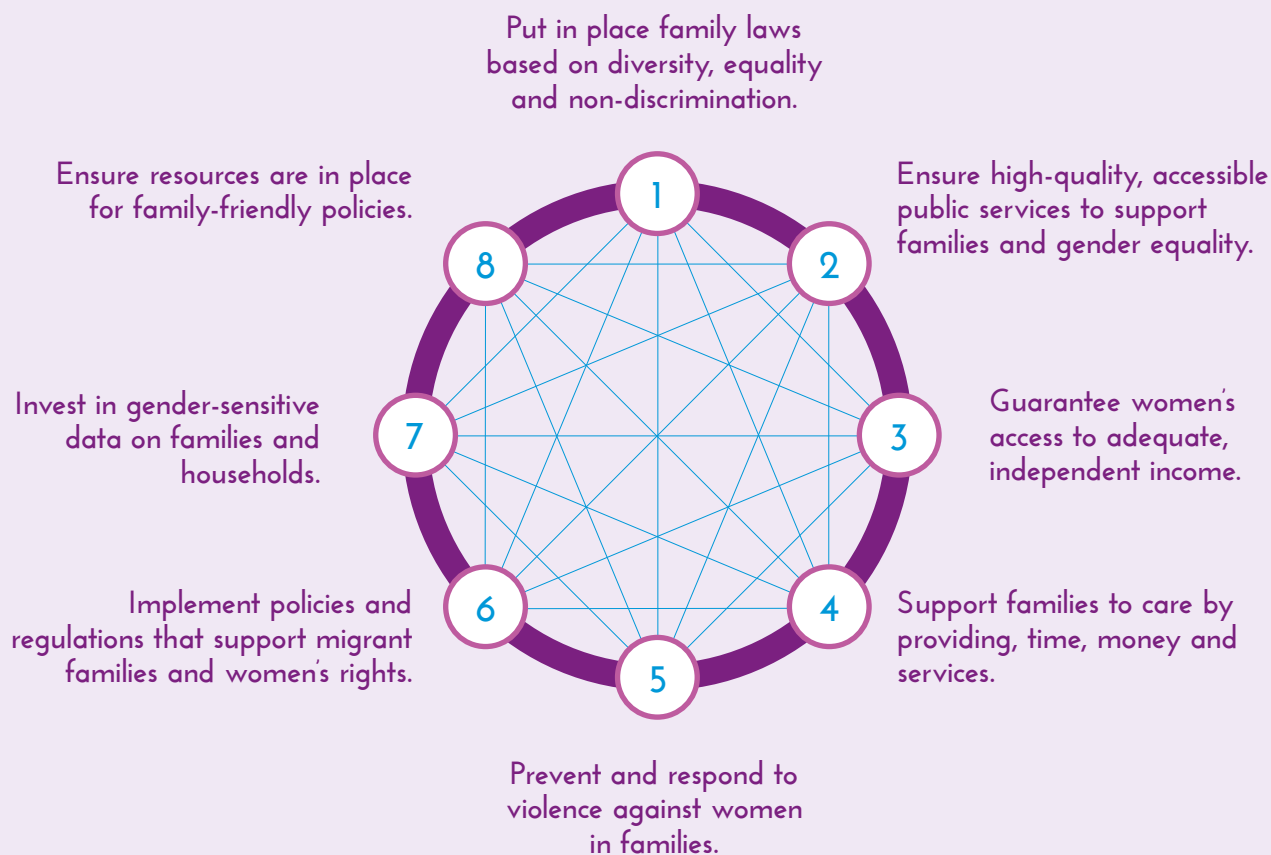 Put in place family laws
based on diversity, equality
and non-discrimination.
1
Ensure high-quality, accessible
public services to support
families and gender equality.
2
Guarantee women's
access to adequate,
independent income.
3
Support families to care by
providing, time, money and
services.
4
Prevent and respond to
violence against women
in families.
5
Implement policies and
regulations that support migrant
families and women's rights.
6
Invest in gender-sensitive
data on families and
households.
7
Ensure resources are in place
for family-friendly policies.
8